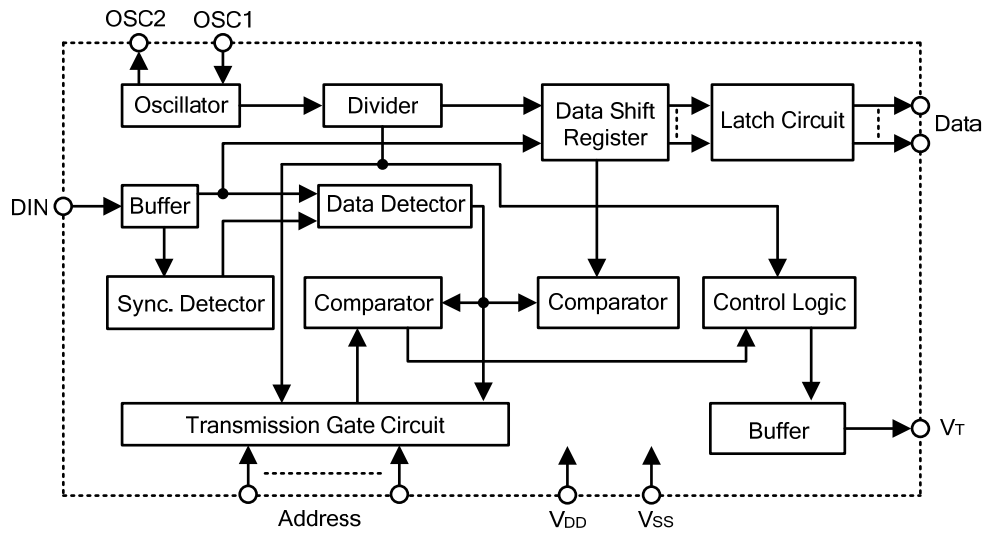 OSC2 OSC1
Oscillator
Divider
Data Shift
Register
Latch Circuit
Data
DIN
Buffer
Data Detector
Sync. Detector
Comparator
Comparator
Control Logic
Transmission Gate Circuit
Buffer
VT
Address
VDD
VSS